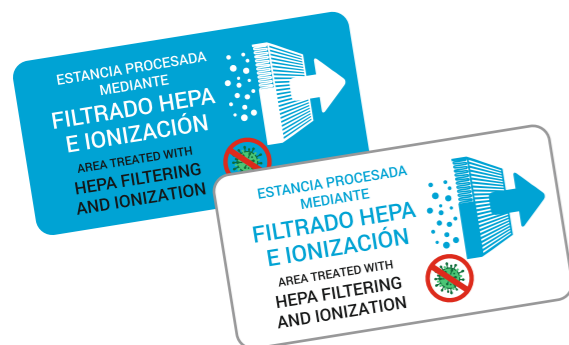 ESTANCIA PROCESADA
MEDIANTE
FILTRADO HEPA
E IONIZACIÓN
AREA TREATED WITH
HEPA FILTERING
AND IONIZATION
ESTANCIA PROCESADA
MEDIANTE
FILTRADO HEPA
E IONIZACIÓN
AREA TREATED WITH
HEPA FILTERING
AND IONIZATION